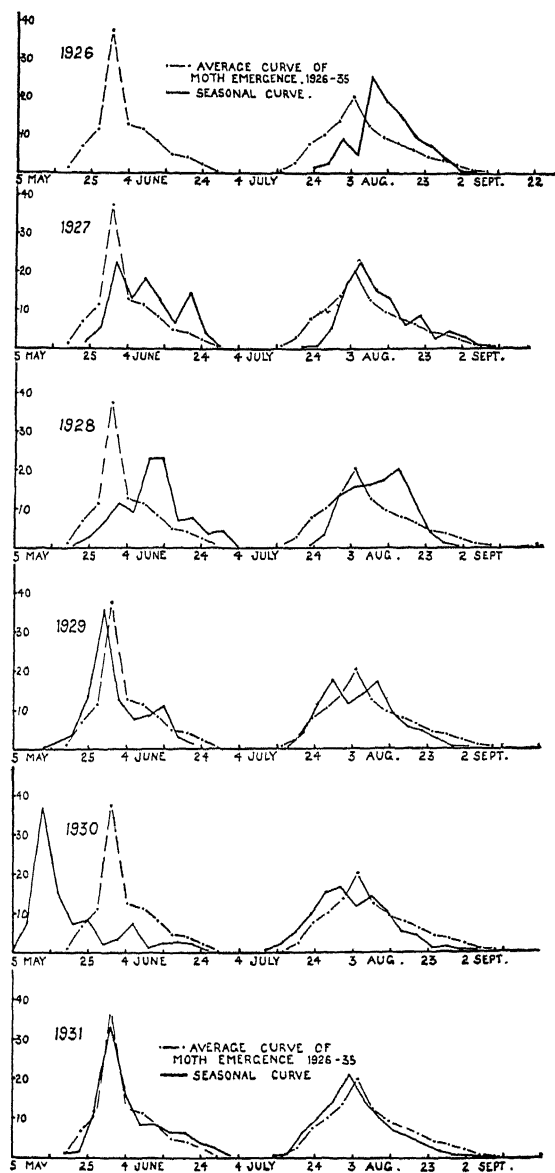 40
30
20
10
1926
AVERAGE CURVE OF
MOTH EMERGENCE. 1926-35
SEASONAL CURVE.
5 MAY 25 4 JUNE 24 4 JULY 24 3 AUG. 23 2 SEPT. 22
40
30
20
10
1927
5 MAY 25 4 JUNE 24 4 JULY 24 3 AUG. 23 2 SEPT.
40
30
20
10
1928
5 MAY 25 4 JUNE 24 4 JULY 24 3 AUG. 23 2 SEPT
40
30
20
10
1929
5 MAY 25 4 JUNE 24 4 JULY 24 3 AUG. 23 2 SEPT.
40
30
20
10
1930
5 MAY 25 4 JUNE 24 4 JULY 24 3 AUG. 23 2 SEPT.
40
30
20
10
1931
AVERAGE CURVE OF
MOTH EMERGENCE 1926-35
SEASONAL CURVE
5 MAY 25 4 JUNE 24 4 JULY 24 3 AUG. 23 2 SEPT.